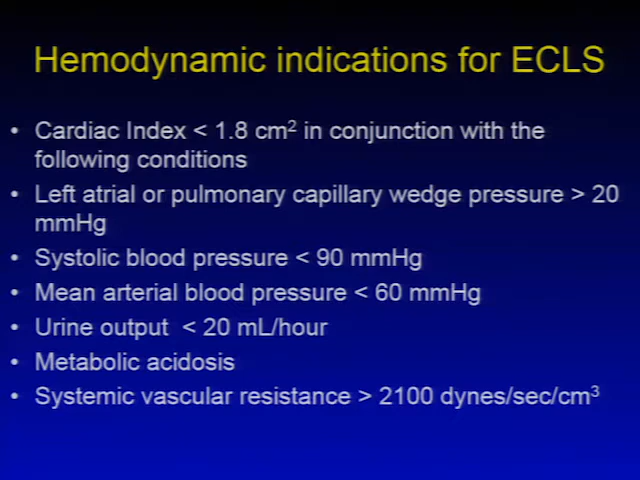 Hemodynamic indications for ECLS
• Cardiac Index < 1.8 cm² in conjunction with the
following conditions
• Left atrial or pulmonary capillary wedge pressure > 20
mmHg
• Systolic blood pressure < 90 mmHg
• Mean arterial blood pressure < 60 mmHg
• Urine output < 20 mL/hour
• Metabolic acidosis
• Systemic vascular resistance > 2100 dynes/sec/cm³